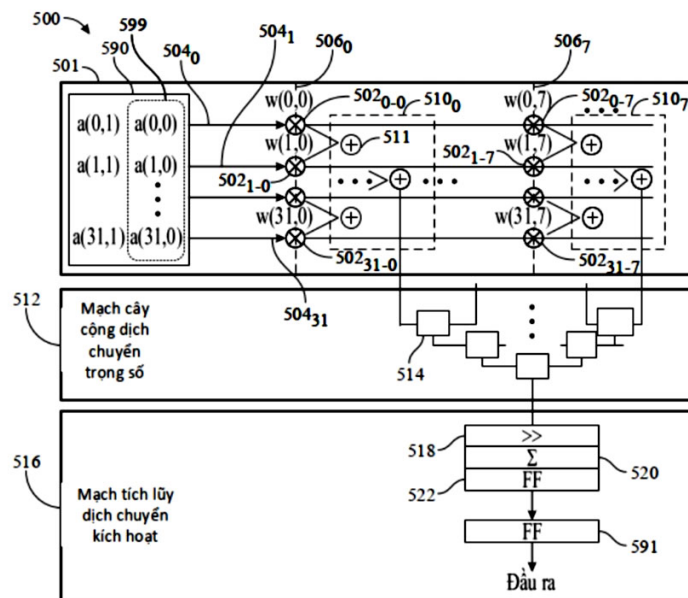 500
501
590
599
504₀
504₁
506₀
506₇
w(0,0)
502₀₋₀
510₀
w(0,7)
502₀₋₇
510₇
a(0,1) a(0,0)
w(1,0)
511
w(1,7)
a(1,1) a(1,0)
502₁₋₀
502₁₋₇
w(31,0)
w(31,7)
a(31,1) a(31,0)
502₃₁₋₀
502₃₁₋₇
504₃₁
512
Mạch cây
cộng dịch
chuyển
trọng số
514
516
Mạch tích lũy
dịch chuyển
kích hoạt
518
>>
Σ
520
522
FF
FF
591
Đầu ra